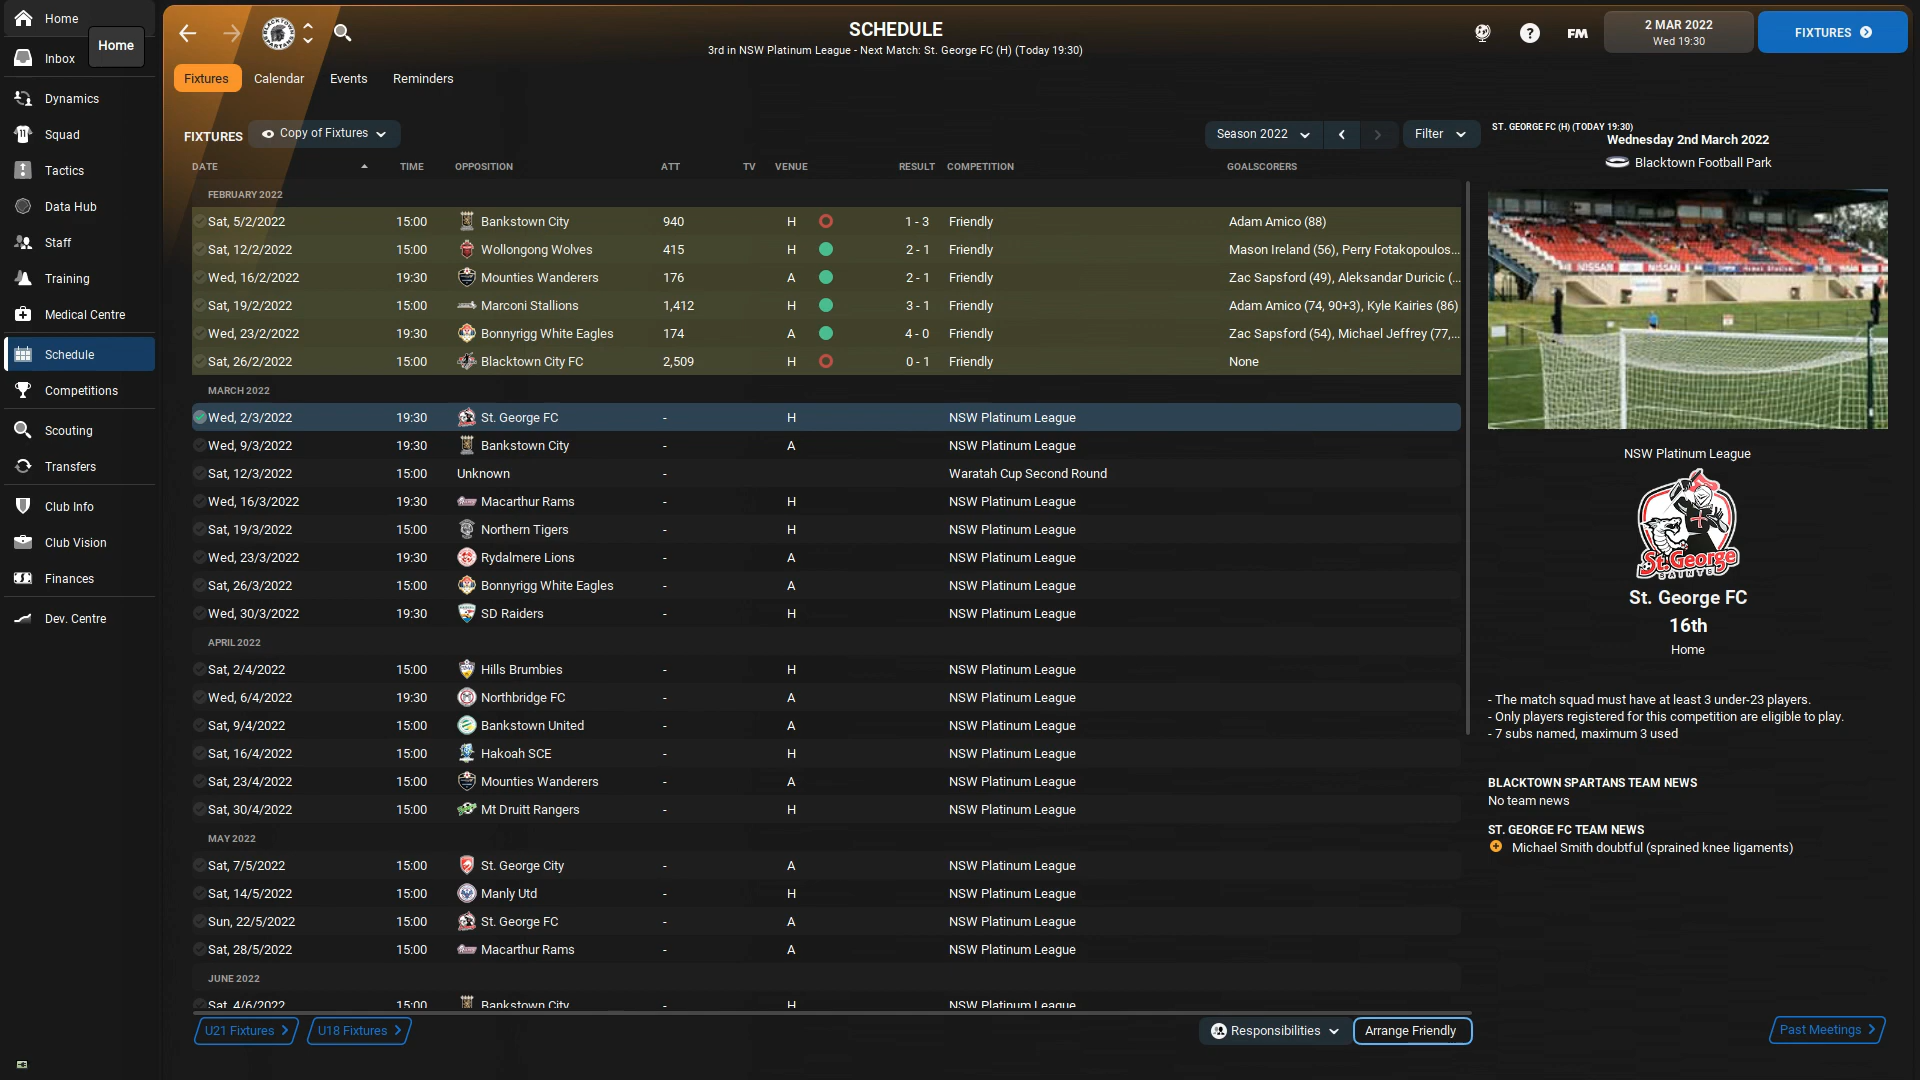 Home
Home
Inbox
Dynamics
Squad
Tactics
Data Hub
Staff
Training
Medical Centre
Schedule
Competitions
Scouting
Transfers
Club Info
Club Vision
Finances
Dev. Centre
SCHEDULE
3rd in NSW Platinum League - Next Match: St. George FC (H) (Today 19:30)
FM
2 MAR 2022
Wed 19:30
FIXTURES
Fixtures Calendar Events Reminders
FIXTURES Copy of Fixtures Season 2022 Filter
DATE TIME OPPOSITION ATT TV VENUE RESULT COMPETITION GOALSCORERS
FEBRUARY 2022
Sat, 5/2/2022 15:00 Bankstown City 940 H 1 - 3 Friendly Adam Amico (88)
Sat, 12/2/2022 15:00 Wollongong Wolves 415 H 2 - 1 Friendly Mason Ireland (56), Perry Fotakopoulos...
Wed, 16/2/2022 19:30 Mounties Wanderers 176 A 2 - 1 Friendly Zac Sapsford (49), Aleksandar Duricic (...
Sat, 19/2/2022 15:00 Marconi Stallions 1,412 H 3 - 1 Friendly Adam Amico (74, 90+3), Kyle Kairies (86)
Wed, 23/2/2022 19:30 Bonnyrigg White Eagles 174 A 4 - 0 Friendly Zac Sapsford (54), Michael Jeffrey (77,...
Sat, 26/2/2022 15:00 Blacktown City FC 2,509 H 0 - 1 Friendly None
MARCH 2022
Wed, 2/3/2022 19:30 St. George FC - H NSW Platinum League
Wed, 9/3/2022 19:30 Bankstown City - A NSW Platinum League
Sat, 12/3/2022 15:00 Unknown - Waratah Cup Second Round
Wed, 16/3/2022 19:30 Macarthur Rams - H NSW Platinum League
Sat, 19/3/2022 15:00 Northern Tigers - H NSW Platinum League
Wed, 23/3/2022 19:30 Rydalmere Lions - A NSW Platinum League
Sat, 26/3/2022 15:00 Bonnyrigg White Eagles - A NSW Platinum League
Wed, 30/3/2022 19:30 SD Raiders - H NSW Platinum League
APRIL 2022
Sat, 2/4/2022 15:00 Hills Brumbies - H NSW Platinum League
Wed, 6/4/2022 19:30 Northbridge FC - A NSW Platinum League
Sat, 9/4/2022 15:00 Bankstown United - A NSW Platinum League
Sat, 16/4/2022 15:00 Hakoah SCE - H NSW Platinum League
Sat, 23/4/2022 15:00 Mounties Wanderers - A NSW Platinum League
Sat, 30/4/2022 15:00 Mt Druitt Rangers - H NSW Platinum League
MAY 2022
Sat, 7/5/2022 15:00 St. George City - A NSW Platinum League
Sat, 14/5/2022 15:00 Manly Utd - H NSW Platinum League
Sun, 22/5/2022 15:00 St. George FC - A NSW Platinum League
Sat, 28/5/2022 15:00 Macarthur Rams - A NSW Platinum League
JUNE 2022
Sat, 4/6/2022 15:00 Bankstown City - H NSW Platinum League
U21 Fixtures U18 Fixtures Responsibilities Arrange Friendly
ST. GEORGE FC (H) (TODAY 19:30)
Wednesday 2nd March 2022
Blacktown Football Park
NISSAN NISSAN
NSW Platinum League
St.George
SAINTS
St. George FC
16th
Home
- The match squad must have at least 3 under-23 players.
- Only players registered for this competition are eligible to play.
- 7 subs named, maximum 3 used
BLACKTOWN SPARTANS TEAM NEWS
No team news
ST. GEORGE FC TEAM NEWS
Michael Smith doubtful (sprained knee ligaments)
Past Meetings